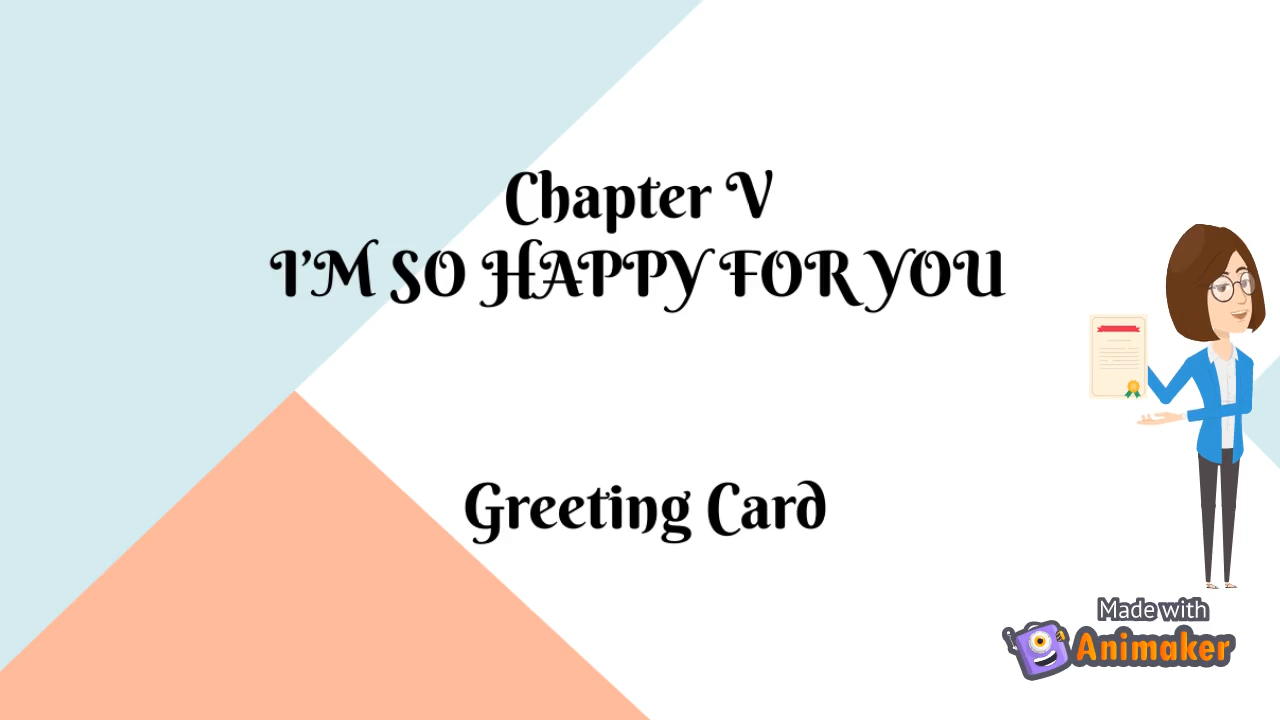 Chapter V
I'M SO HAPPY FOR YOU
Greeting Card
Made with
Animaker